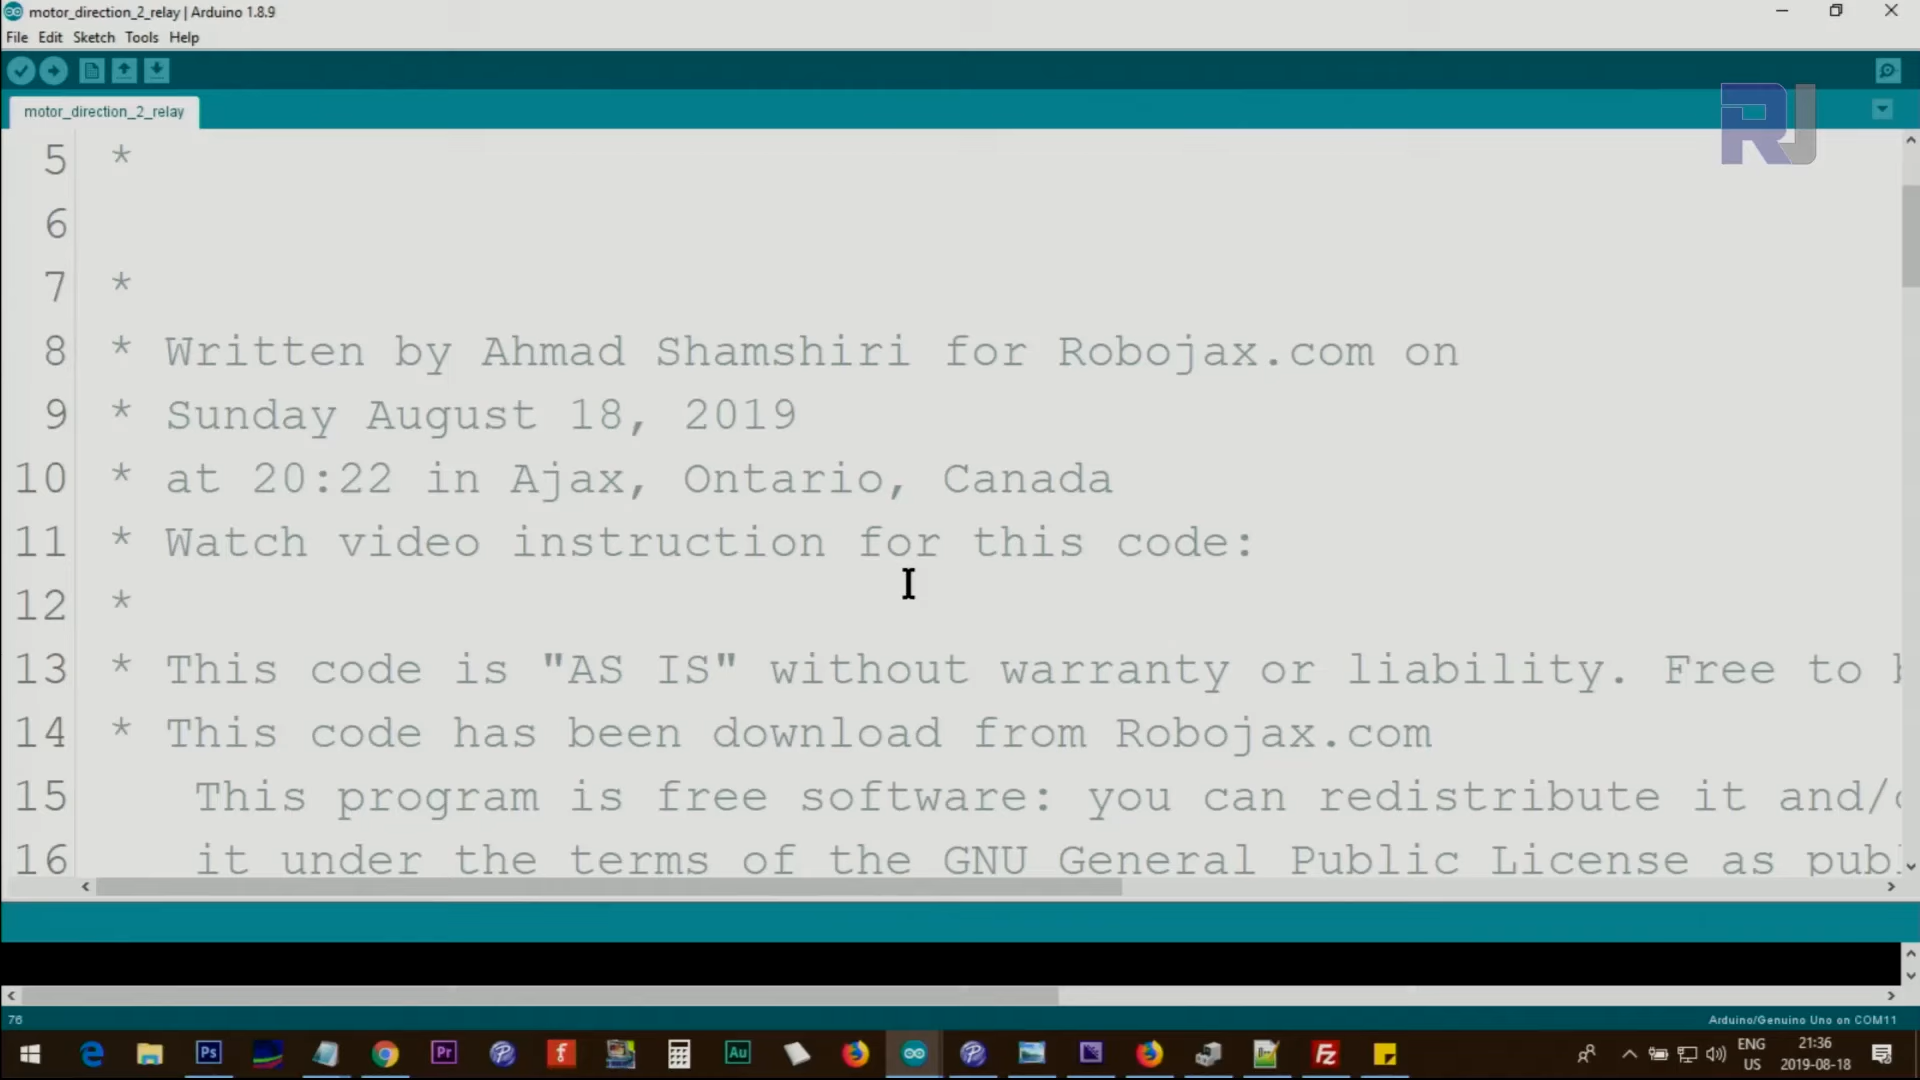 motor_direction_2_relay | Arduino 1.8.9
File Edit Sketch Tools Help
RJ
motor_direction_2_relay
5 *
6
7 *
8 * Written by Ahmad Shamshiri for Robojax.com on
9 * Sunday August 18, 2019
10 * at 20:22 in Ajax, Ontario, Canada
11 * Watch video instruction for this code:
12 *
13 * This code is "AS IS" without warranty or liability. Free to
14 * This code has been download from Robojax.com
15 This program is free software: you can redistribute it and/
16 it under the terms of the GNU General Public License as
76
Arduino/Genuino Uno on COM11
Ps Pr Au Fz
ENG 21:36
US 2019-08-18